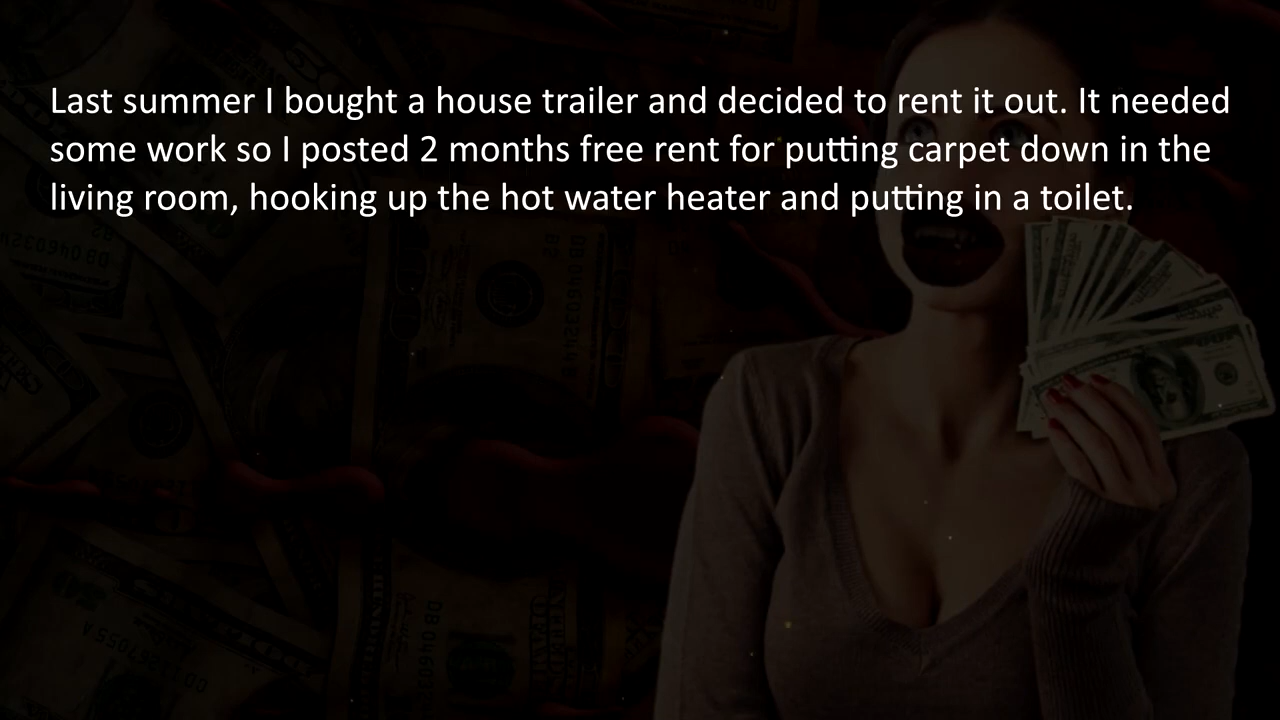 Last summer I bought a house trailer and decided to rent it out. It needed
some work so I posted 2 months free rent for putting carpet down in the
living room, hooking up the hot water heater and putting in a toilet.